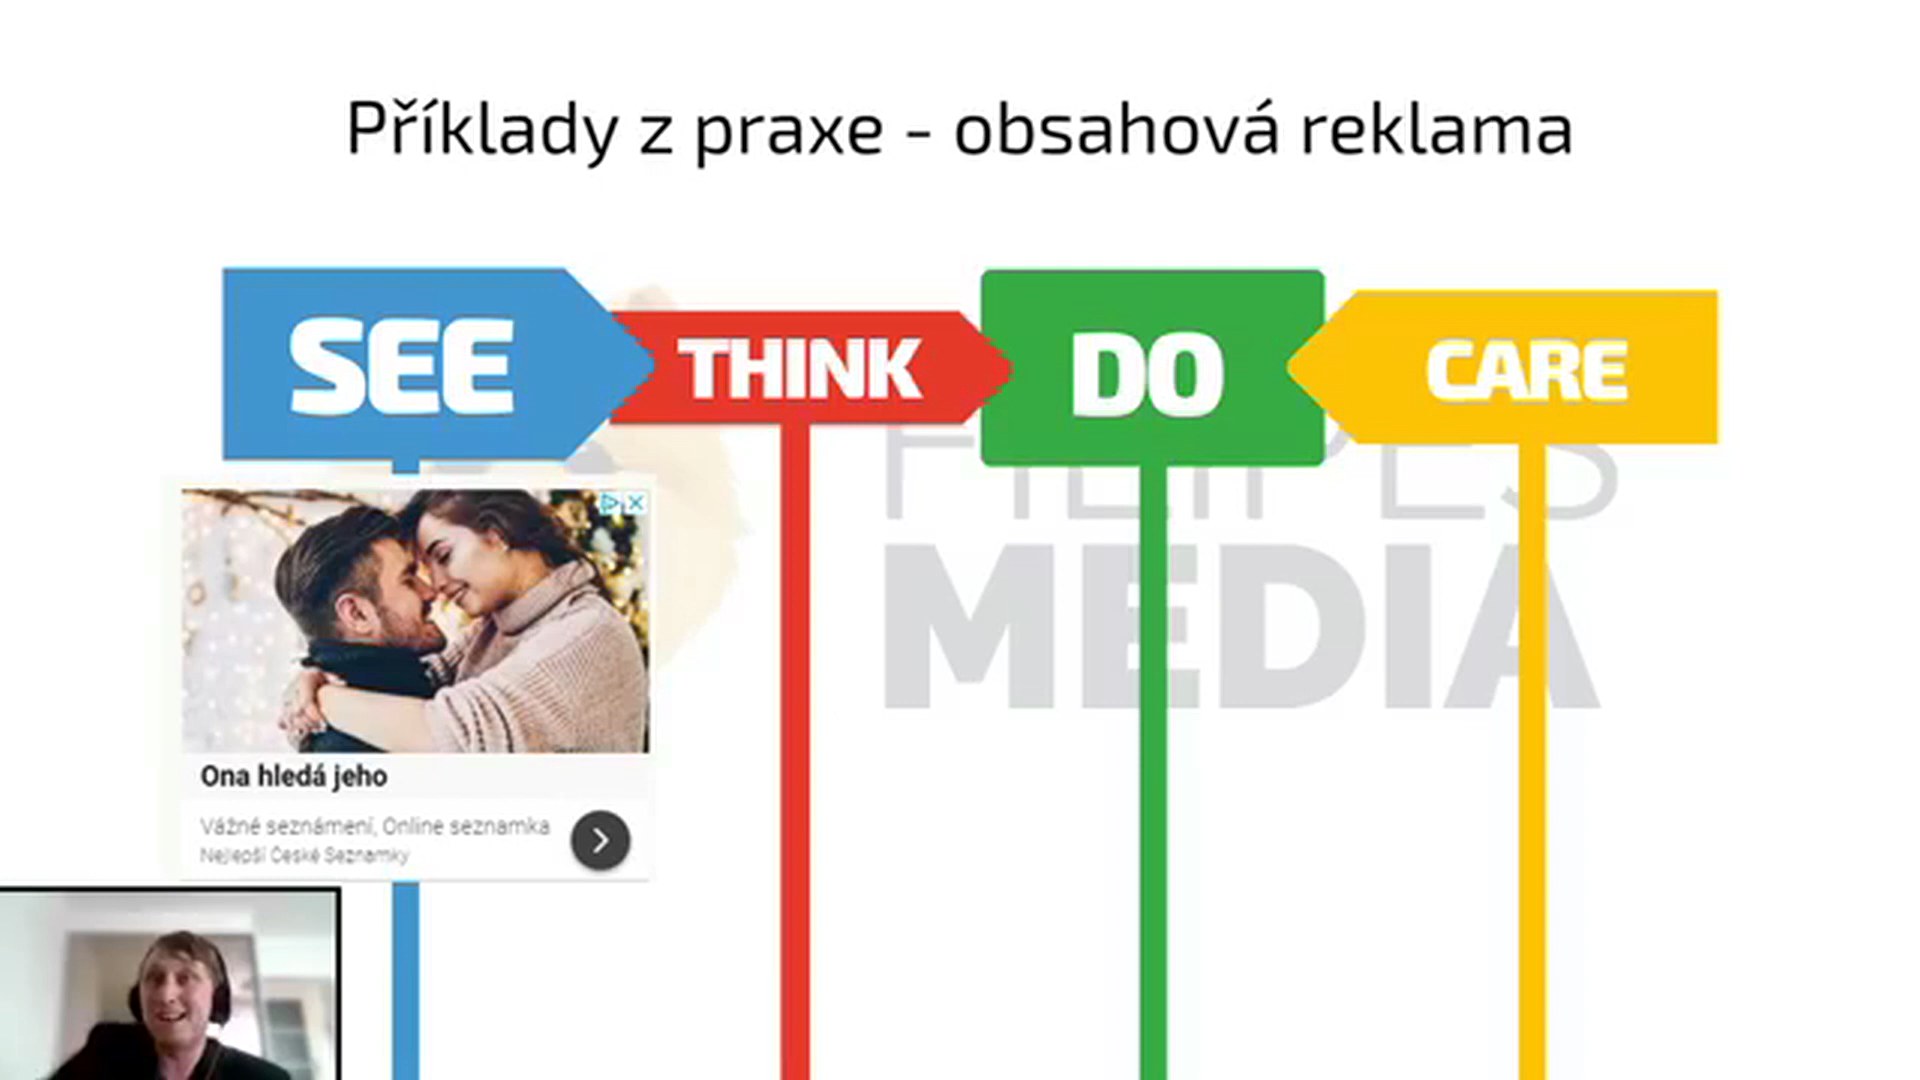 Příklady z praxe - obsahová reklama
SEE
THINK
DO
CARE
MEDIA
Ona hledá jeho
Vážné seznámení, Online seznamka
Nejlepší České Seznamky